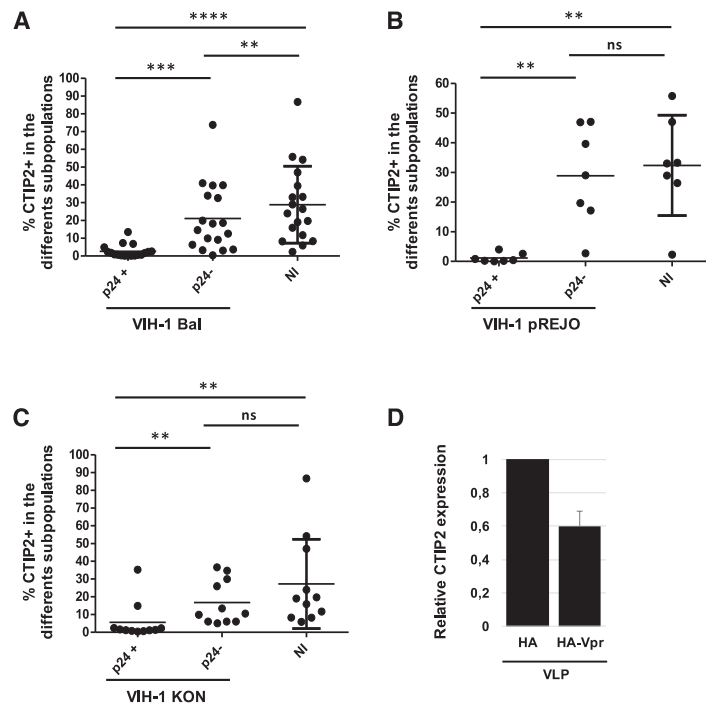 A
****
***
**
% CTIP2+ in the
differents subpopulations
100
90
80
70
60
50
40
30
20
10
0
p24 +
p24-
NI
VIH-1 Bal
B
**
ns
**
% CTIP2+ in the
differents subpopulations
60
50
40
30
20
10
0
p24 +
p24-
NI
VIH-1 pREJO
C
**
ns
**
% CTIP2+ in the
differents subpopulations
100
90
80
70
60
50
40
30
20
10
0
p24 +
p24-
NI
VIH-1 KON
D
Relative CTIP2 expression
1
0,8
0,6
0,4
0,2
0
HA
HA-Vpr
VLP